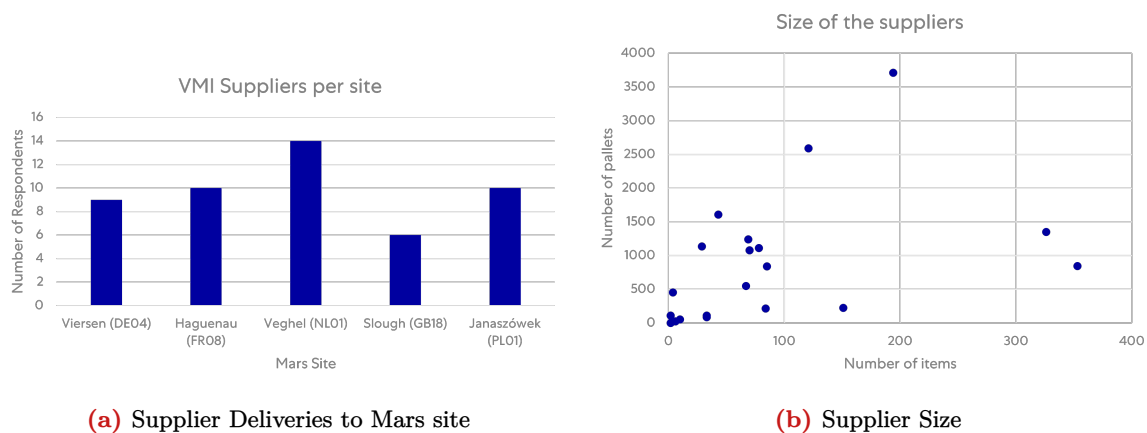 VMI Suppliers per site
Number of Respondents
16
14
12
10
8
6
4
2
0
Viersen (DE04)
Haguenau
(FR08)
Veghel (NL01)
Slough (GB18)
Janaszówek
(PL01)
Mars Site
(a) Supplier Deliveries to Mars site
Size of the suppliers
Number of pallets
4000
3500
3000
2500
2000
1500
1000
500
0
0
100
200
300
400
Number of items
(b) Supplier Size